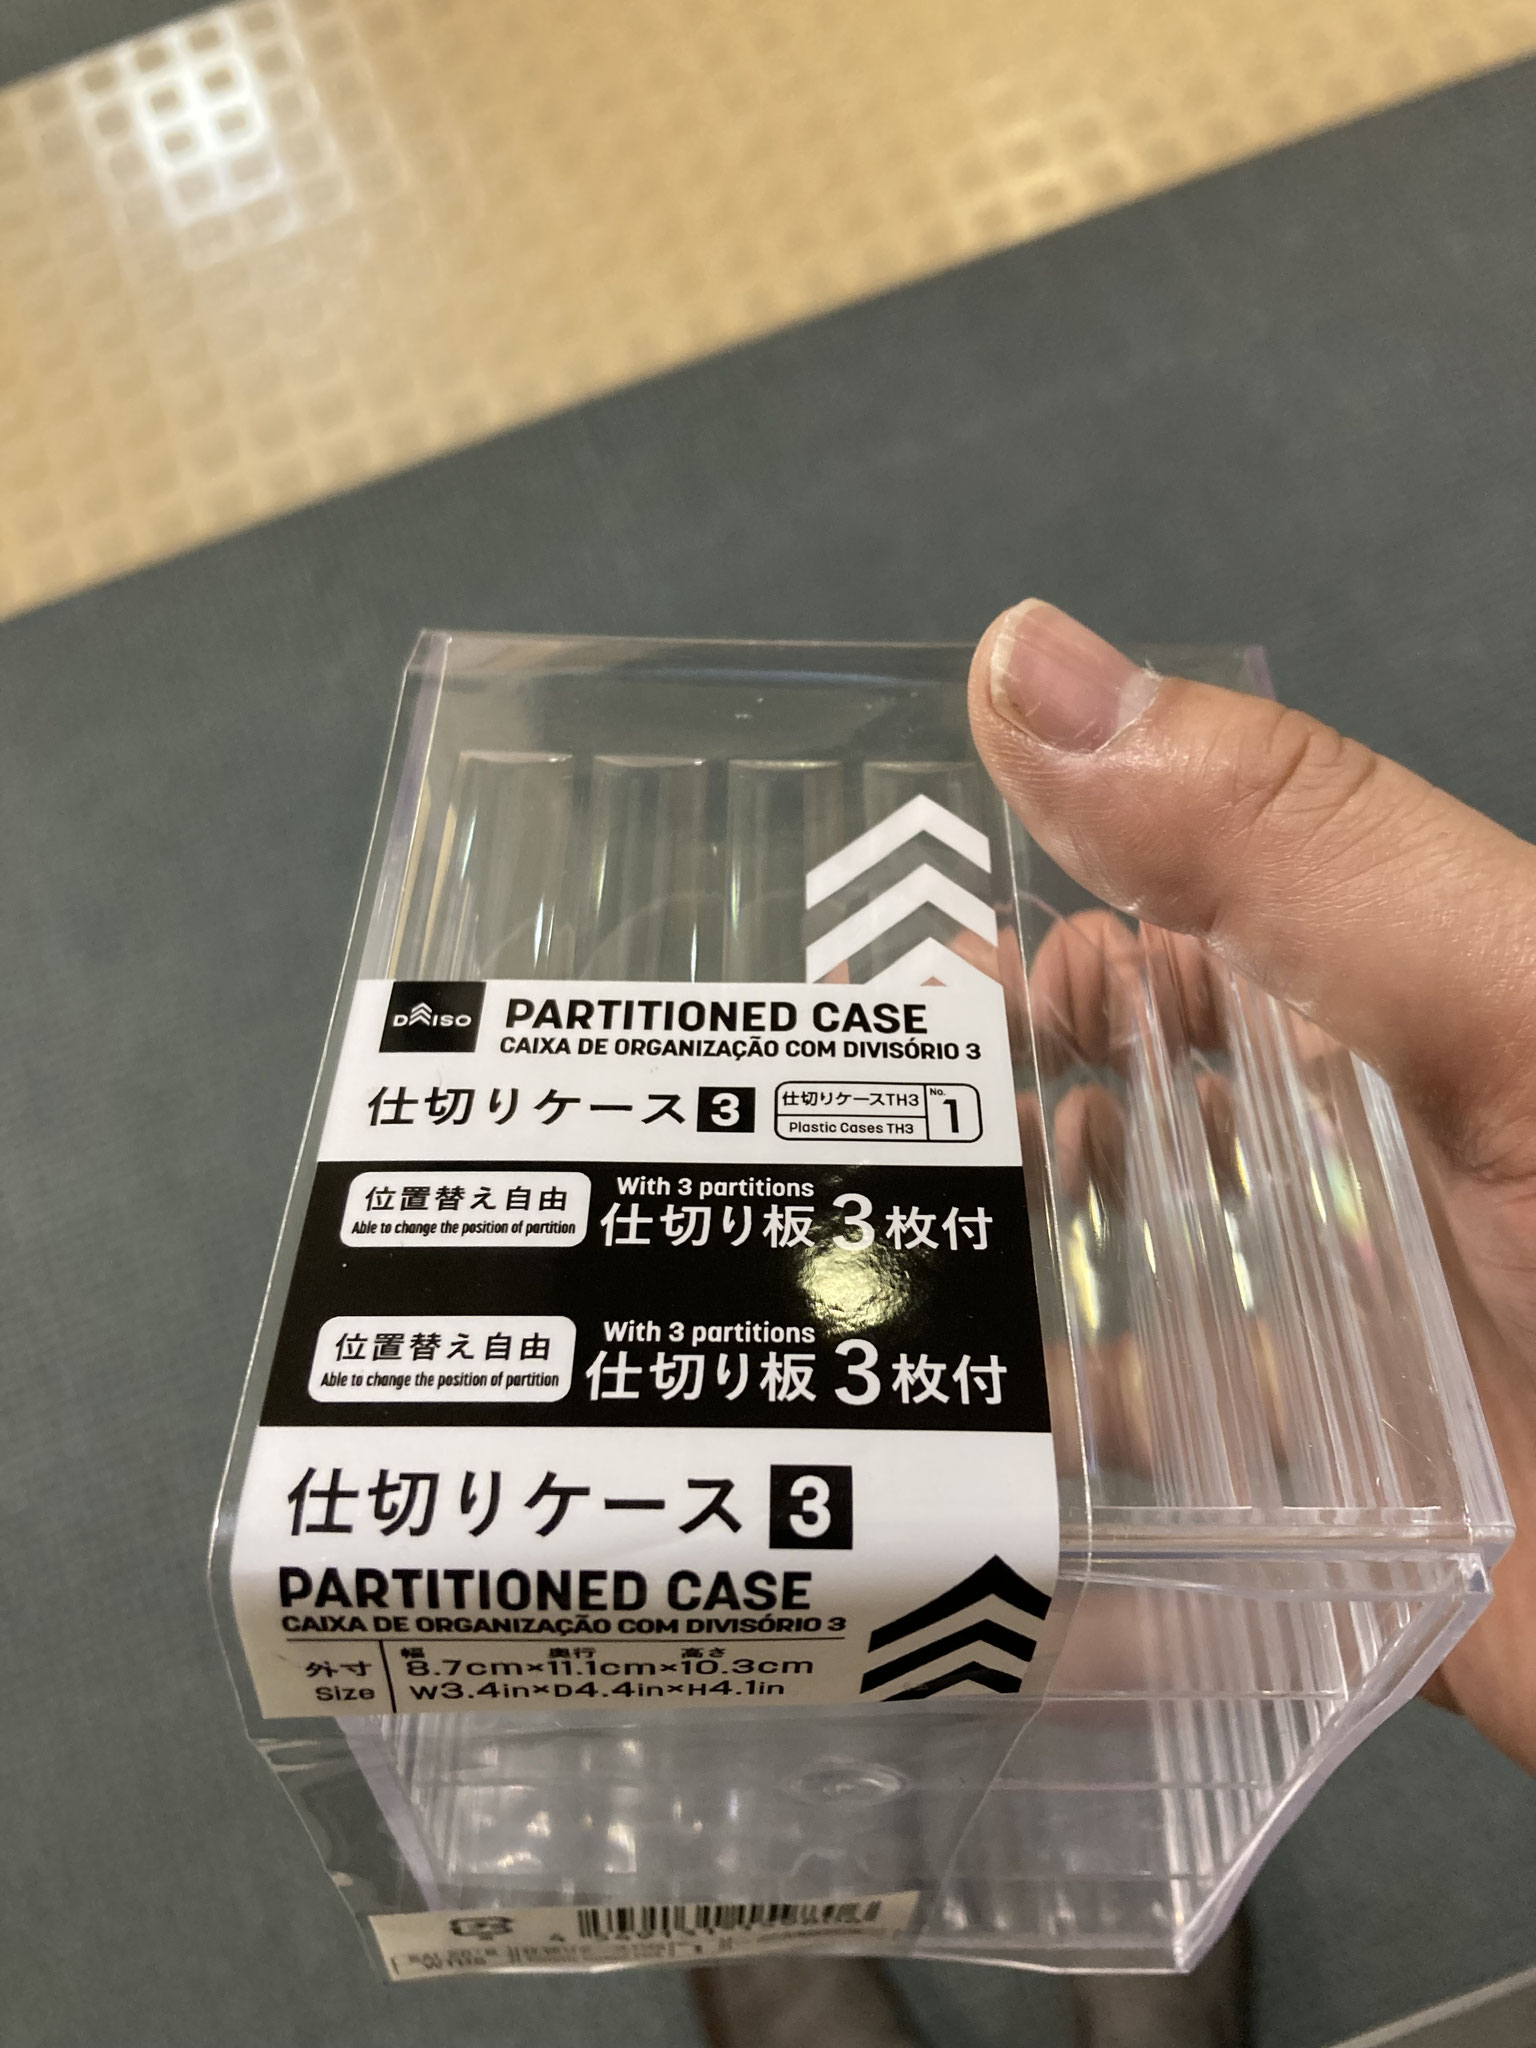 DAISO
PARTITIONED CASE
CAIXA DE ORGANIZAÇÃO COM DIVISÓRIO 3
仕切りケース 3
仕切りケースTH3
Plastic Cases TH3
No. 1
位置替え自由
Able to change the position of partition
With 3 partitions
仕切り板 3枚付
位置替え自由
Able to change the position of partition
With 3 partitions
仕切り板 3枚付
仕切りケース 3
PARTITIONED CASE
CAIXA DE ORGANIZAÇÃO COM DIVISÓRIO 3
幅 奥行 高さ
外寸 8.7cm×11.1cm×10.3cm
Size W3.4in×D4.4in×H4.1in